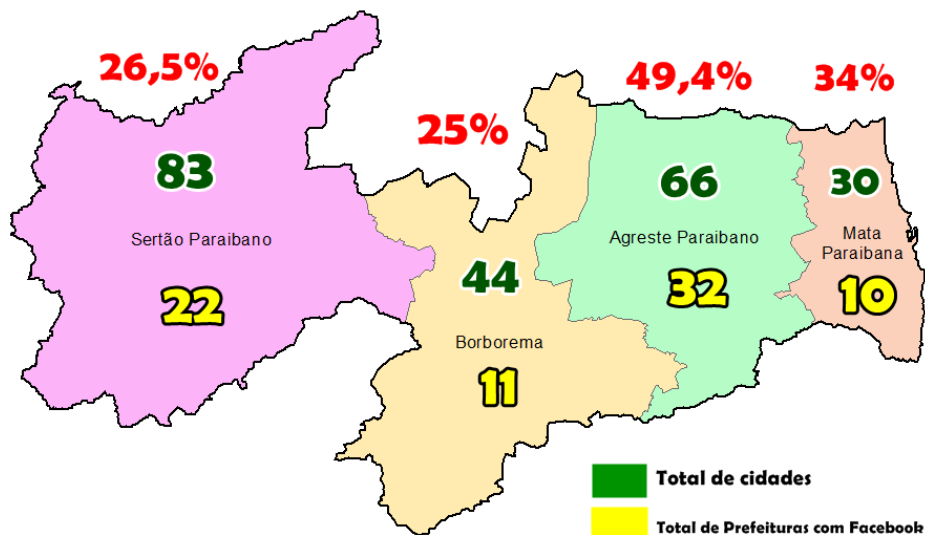 26,5%
25%
49,4%
34%
83
Sertão Paraibano
22
44
Borborema
11
66
Agreste Paraibano
32
30
Mata
Paraibana
10
Total de cidades
Total de Prefeituras com Facebook